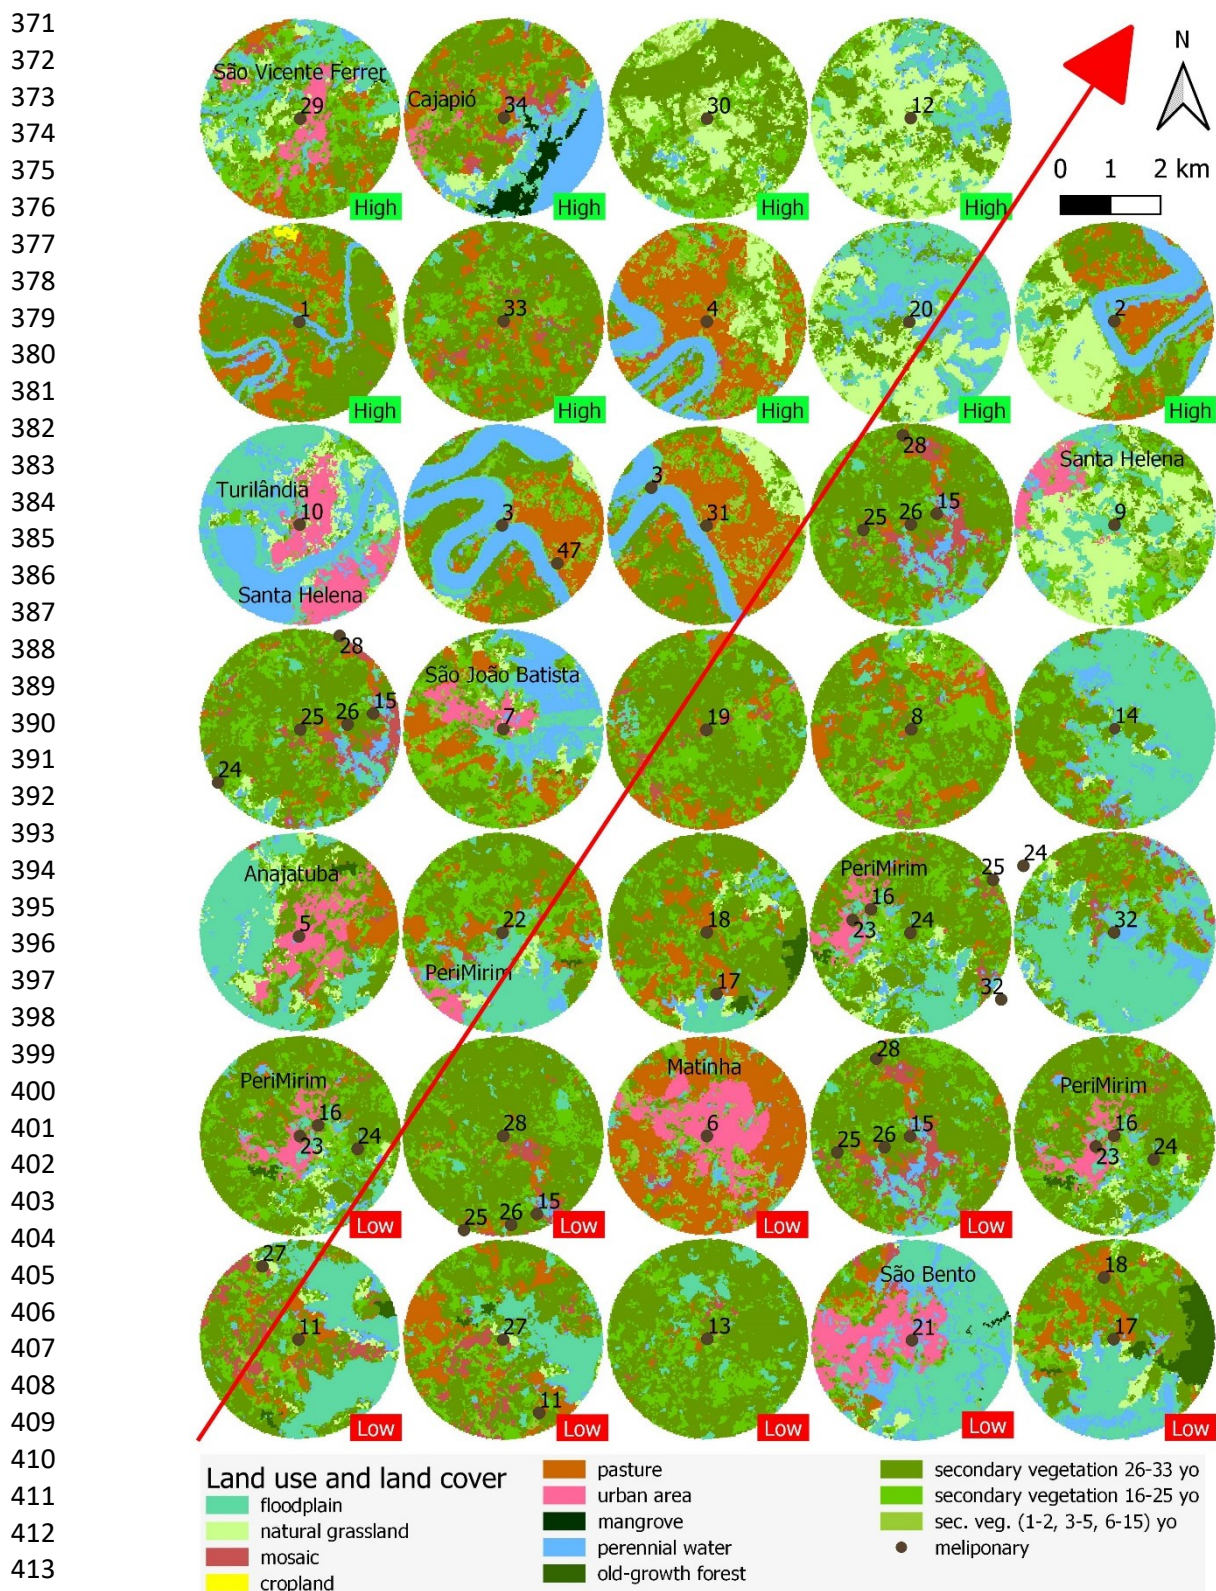 371
372
373
374
375
376
377
378
379
380
381
382
383
384
385
386
387
388
389
390
391
392
393
394
395
396
397
398
399
400
401
402
403
404
405
406
407
408
409
410
411
412
413
São Vicente Ferrer
29
High
Cajapió
34
High
30
High
12
High
N
0 1 2 km
1
High
33
High
4
High
20
High
2
High
Turilândia
10
Santa Helena
3
47
3
31
28
15
26
25
Santa Helena
9
28
15
26
25
24
São João Batista
7
19
8
14
Anajatuba
5
22
PeriMirim
18
17
PeriMirim
25
24
16
23
24
32
32
PeriMirim
16
23
24
Low
28
15
26
25
Low
Matinha
6
Low
28
15
26
25
Low
PeriMirim
16
23
24
Low
27
11
Low
27
11
Low
13
Low
São Bento
21
Low
18
17
Low
Land use and land cover
floodplain
natural grassland
mosaic
cropland
pasture
urban area
mangrove
perennial water
old-growth forest
secondary vegetation 26-33 yo
secondary vegetation 16-25 yo
sec. veg. (1-2, 3-5, 6-15) yo
meliponary